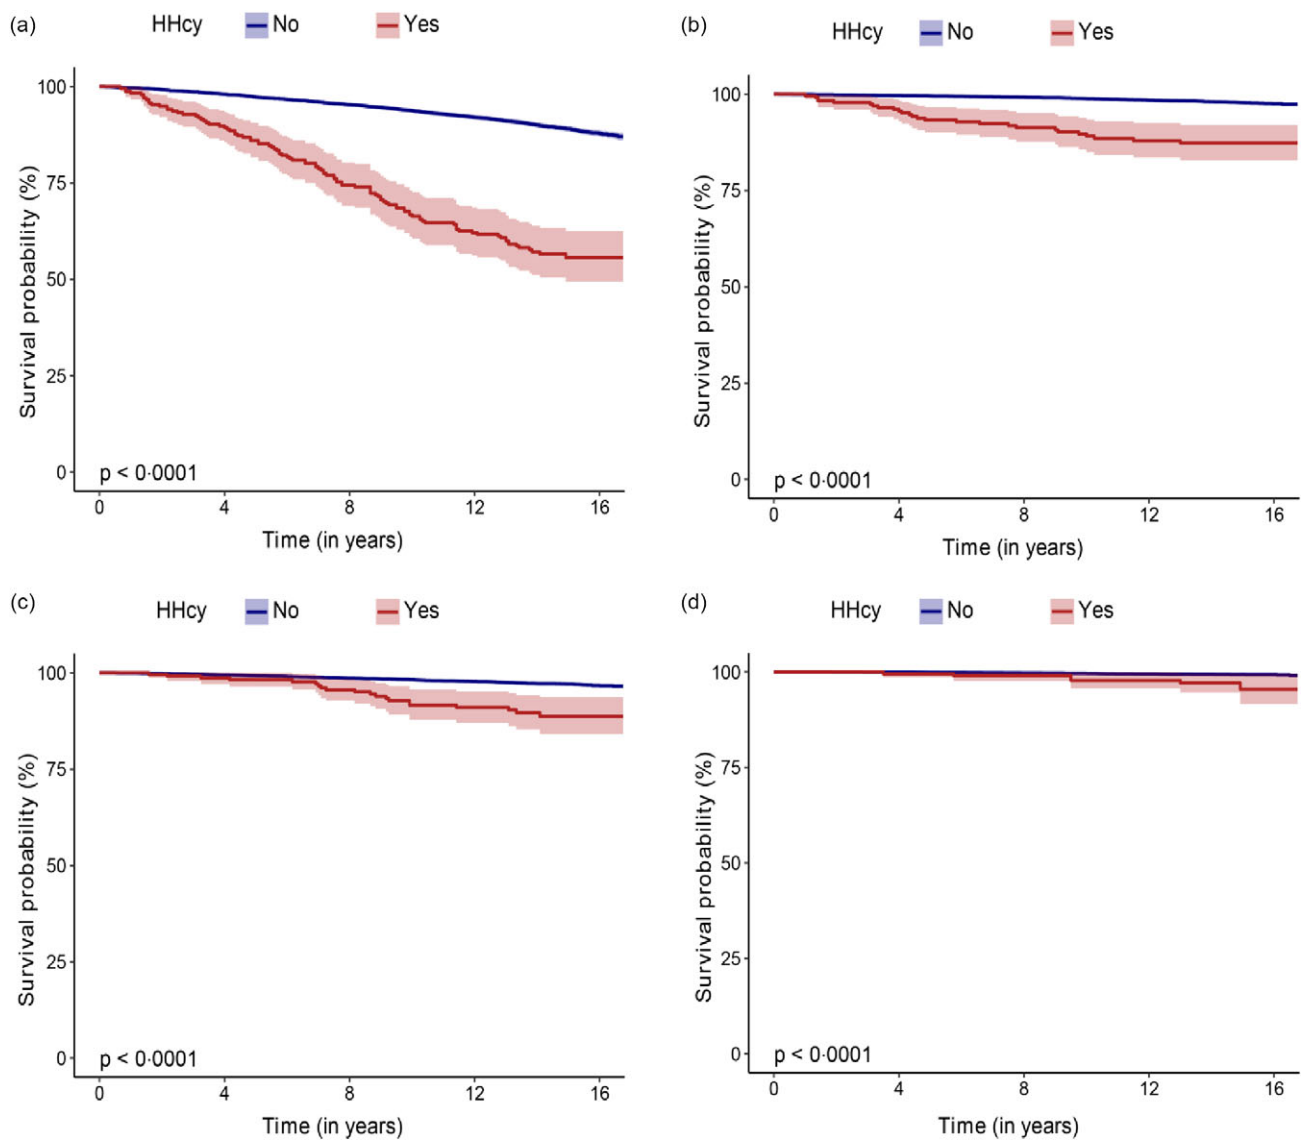 (a) HHcy No Yes
Survival probability (%)
100
75
50
25
0
p < 0·0001
0 4 8 12 16
Time (in years)
(b) HHcy No Yes
Survival probability (%)
100
75
50
25
0
p < 0·0001
0 4 8 12 16
Time (in years)
(c) HHcy No Yes
Survival probability (%)
100
75
50
25
0
p < 0·0001
0 4 8 12 16
Time (in years)
(d) HHcy No Yes
Survival probability (%)
100
75
50
25
0
p < 0·0001
0 4 8 12 16
Time (in years)